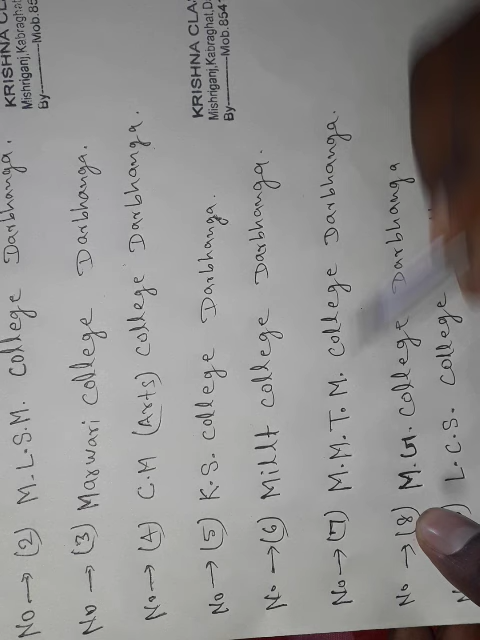 KRISHNA CLA
Mishriganj, Kabraghat
By-----------Mob.85
No → (2) M.L.S.M. College Darbhanga.
No → (3) Marwari College Darbhanga.
No → (4) C.M (Arts) College Darbhanga.
KRISHNA CLA
Mishriganj, Kabraghat, D
By-----------Mob.854
No → (5) K.S. College Darbhanga.
No → (6) Millt College Darbhanga.
No → (7) M.M.T.M. College Darbhanga.
No → (8) M.G. College Darbhanga
L.C.S. College